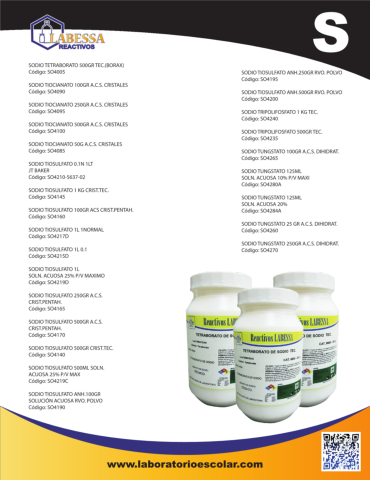 LABESSA
REACTIVOS
S
SODIO TETRABORATO 500GR TEC.(BORAX)
Código: SO4005
SODIO TIOCIANATO 100GR A.C.S. CRISTALES
Código: SO4090
SODIO TIOCIANATO 250GR A.C.S. CRISTALES
Código: SO4095
SODIO TIOCIANATO 500GR A.C.S. CRISTALES
Código: SO4100
SODIO TIOCIANATO 50G A.C.S. CRISTALES
Código: SO4085
SODIO TIOSULFATO 0.1N 1LT
JT BAKER
Código: SO4210-5637-02
SODIO TIOSULFATO 1 KG CRIST.TEC.
Código: SO4145
SODIO TIOSULFATO 100GR ACS CRIST.PENTAH.
Código: SO4160
SODIO TIOSULFATO 1L 1NORMAL
Código: SO4217D
SODIO TIOSULFATO 1L 0.1
Código: SO4215D
SODIO TIOSULFATO 1L
SOLN. ACUOSA 25% P/V MAXIMO
Código: SO4219D
SODIO TIOSULFATO 250GR A.C.S.
CRIST.PENTAH.
Código: SO4165
SODIO TIOSULFATO 500GR A.C.S.
CRIST.PENTAH.
Código: SO4170
SODIO TIOSULFATO 500GR CRIST.TEC.
Código: SO4140
SODIO TIOSULFATO 500ML SOLN.
ACUOSA 25% P/V MAX
Código: SO4219C
SODIO TIOSULFATO ANH.100GR
SOLUCIÓN ACUOSA RVO. POLVO
Código: SO4190
SODIO TIOSULFATO ANH.250GR RVO. POLVO
Código: SO4195
SODIO TIOSULFATO ANH.500GR RVO. POLVO
Código: SO4200
SODIO TRIPOLIFOSFATO 1 KG TEC.
Código: SO4240
SODIO TRIPOLIFOSFATO 500GR TEC.
Código: SO4235
SODIO TUNGSTATO 100GR A.C.S. DIHIDRAT.
Código: SO4265
SODIO TUNGSTATO 125ML
SOLN. ACUOSA 10% P/V MAXI
Código: SO4280A
SODIO TUNGSTATO 125ML
SOLN. ACUOSA 20%
Código: SO4284A
SODIO TUNGSTATO 25 GR A.C.S. DIHIDRAT.
Código: SO4260
SODIO TUNGSTATO 250GR A.C.S. DIHIDRAT.
Código: SO4270
Reactivos LABESSA
TETRABORATO DE SODIO TEC.
www.laboratorioescolar.com